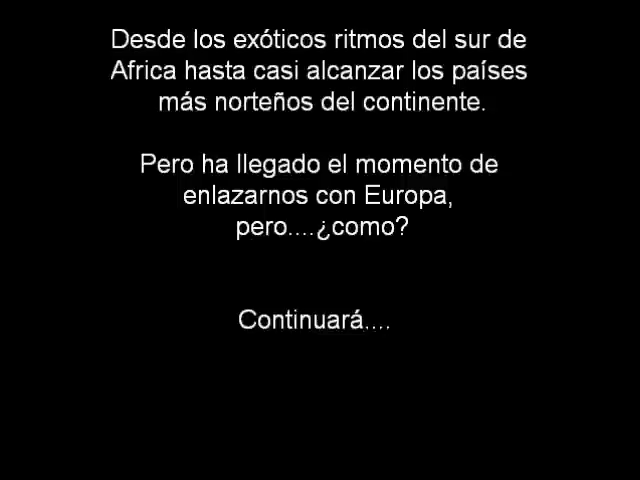 Desde los exóticos ritmos del sur de
Africa hasta casi alcanzar los países
más norteños del continente.
Pero ha llegado el momento de
enlazarnos con Europa,
pero....¿como?
Continuará....